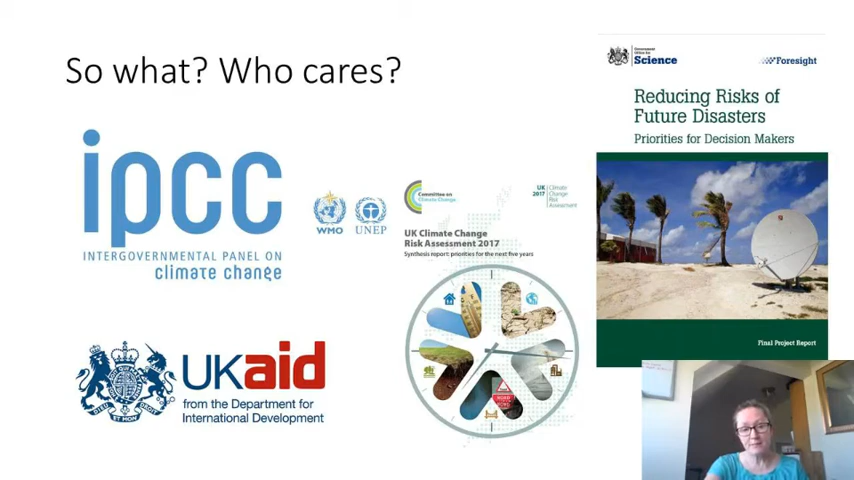 So what? Who cares?
ipcc
INTERGOVERNMENTAL PANEL ON
climate change
WMO
UNEP
UKaid
from the Department for
International Development
Committee on
Climate Change
UK
2017
Climate
Change
Risk
Assessment
UK Climate Change
Risk Assessment 2017
Synthesis report: priorities for the next five years
Government
Office for
Science
Foresight
Reducing Risks of
Future Disasters
Priorities for Decision Makers
Final Project Report